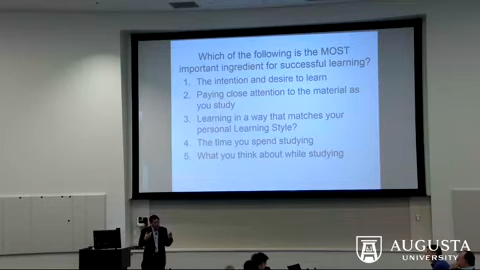 Which of the following is the MOST
important ingredient for successful learning?
1. The intention and desire to learn
2. Paying close attention to the material as
you study
3. Learning in a way that matches your
personal Learning Style?
4. The time you spend studying
5. What you think about while studying
AUGUSTA
UNIVERSITY